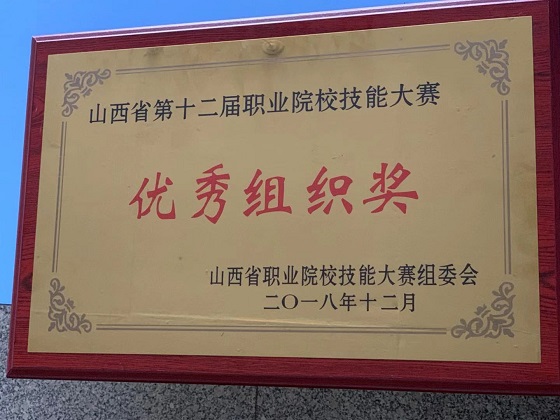 山西省第十二届职业院校技能大赛
优秀组织奖
山西省职业院校技能大赛组委会
二〇一八年十二月